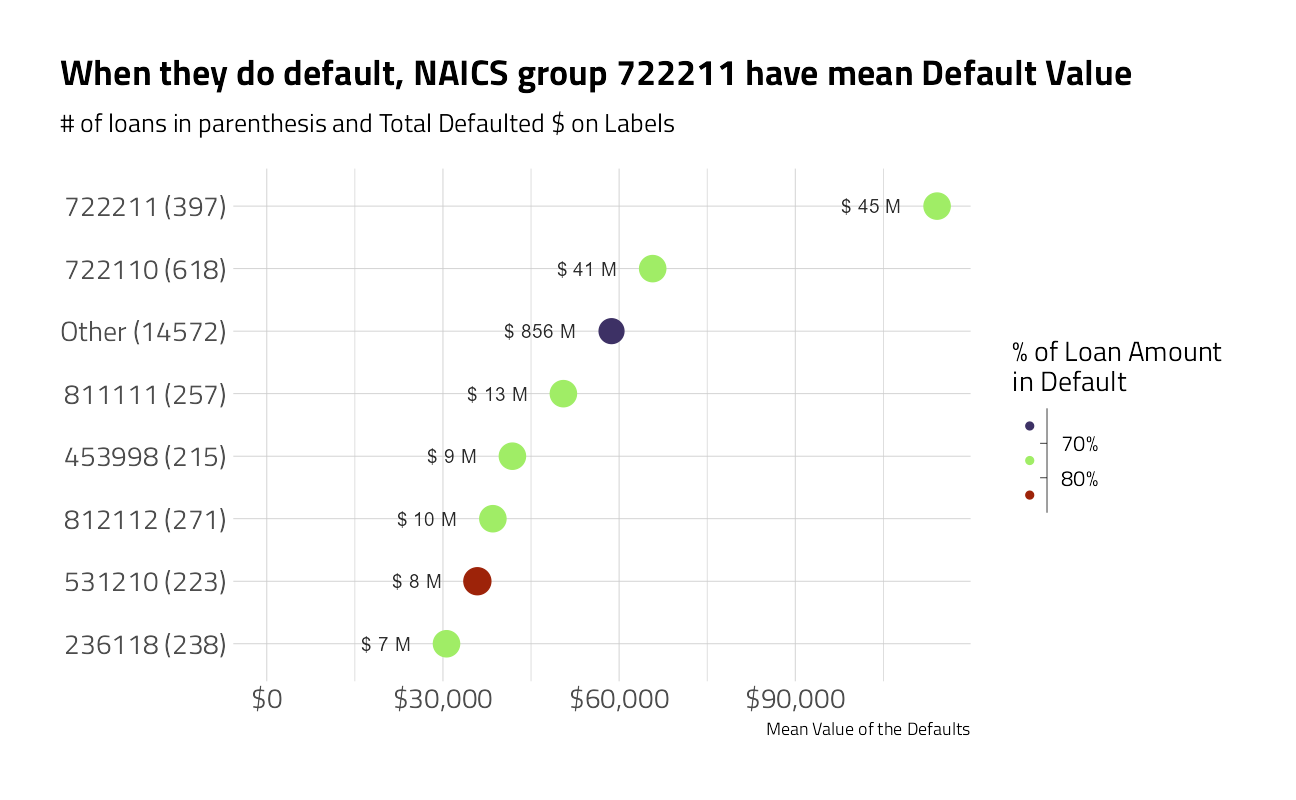 When they do default, NAICS group 722211 have mean Default Value
# of loans in parenthesis and Total Defaulted $ on Labels
722211 (397)
$ 45 M
722110 (618)
$ 41 M
Other (14572)
$ 856 M
811111 (257)
$ 13 M
453998 (215)
$ 9 M
812112 (271)
$ 10 M
531210 (223)
$ 8 M
236118 (238)
$ 7 M
$0 $30,000 $60,000 $90,000
Mean Value of the Defaults
% of Loan Amount
in Default
70%
80%